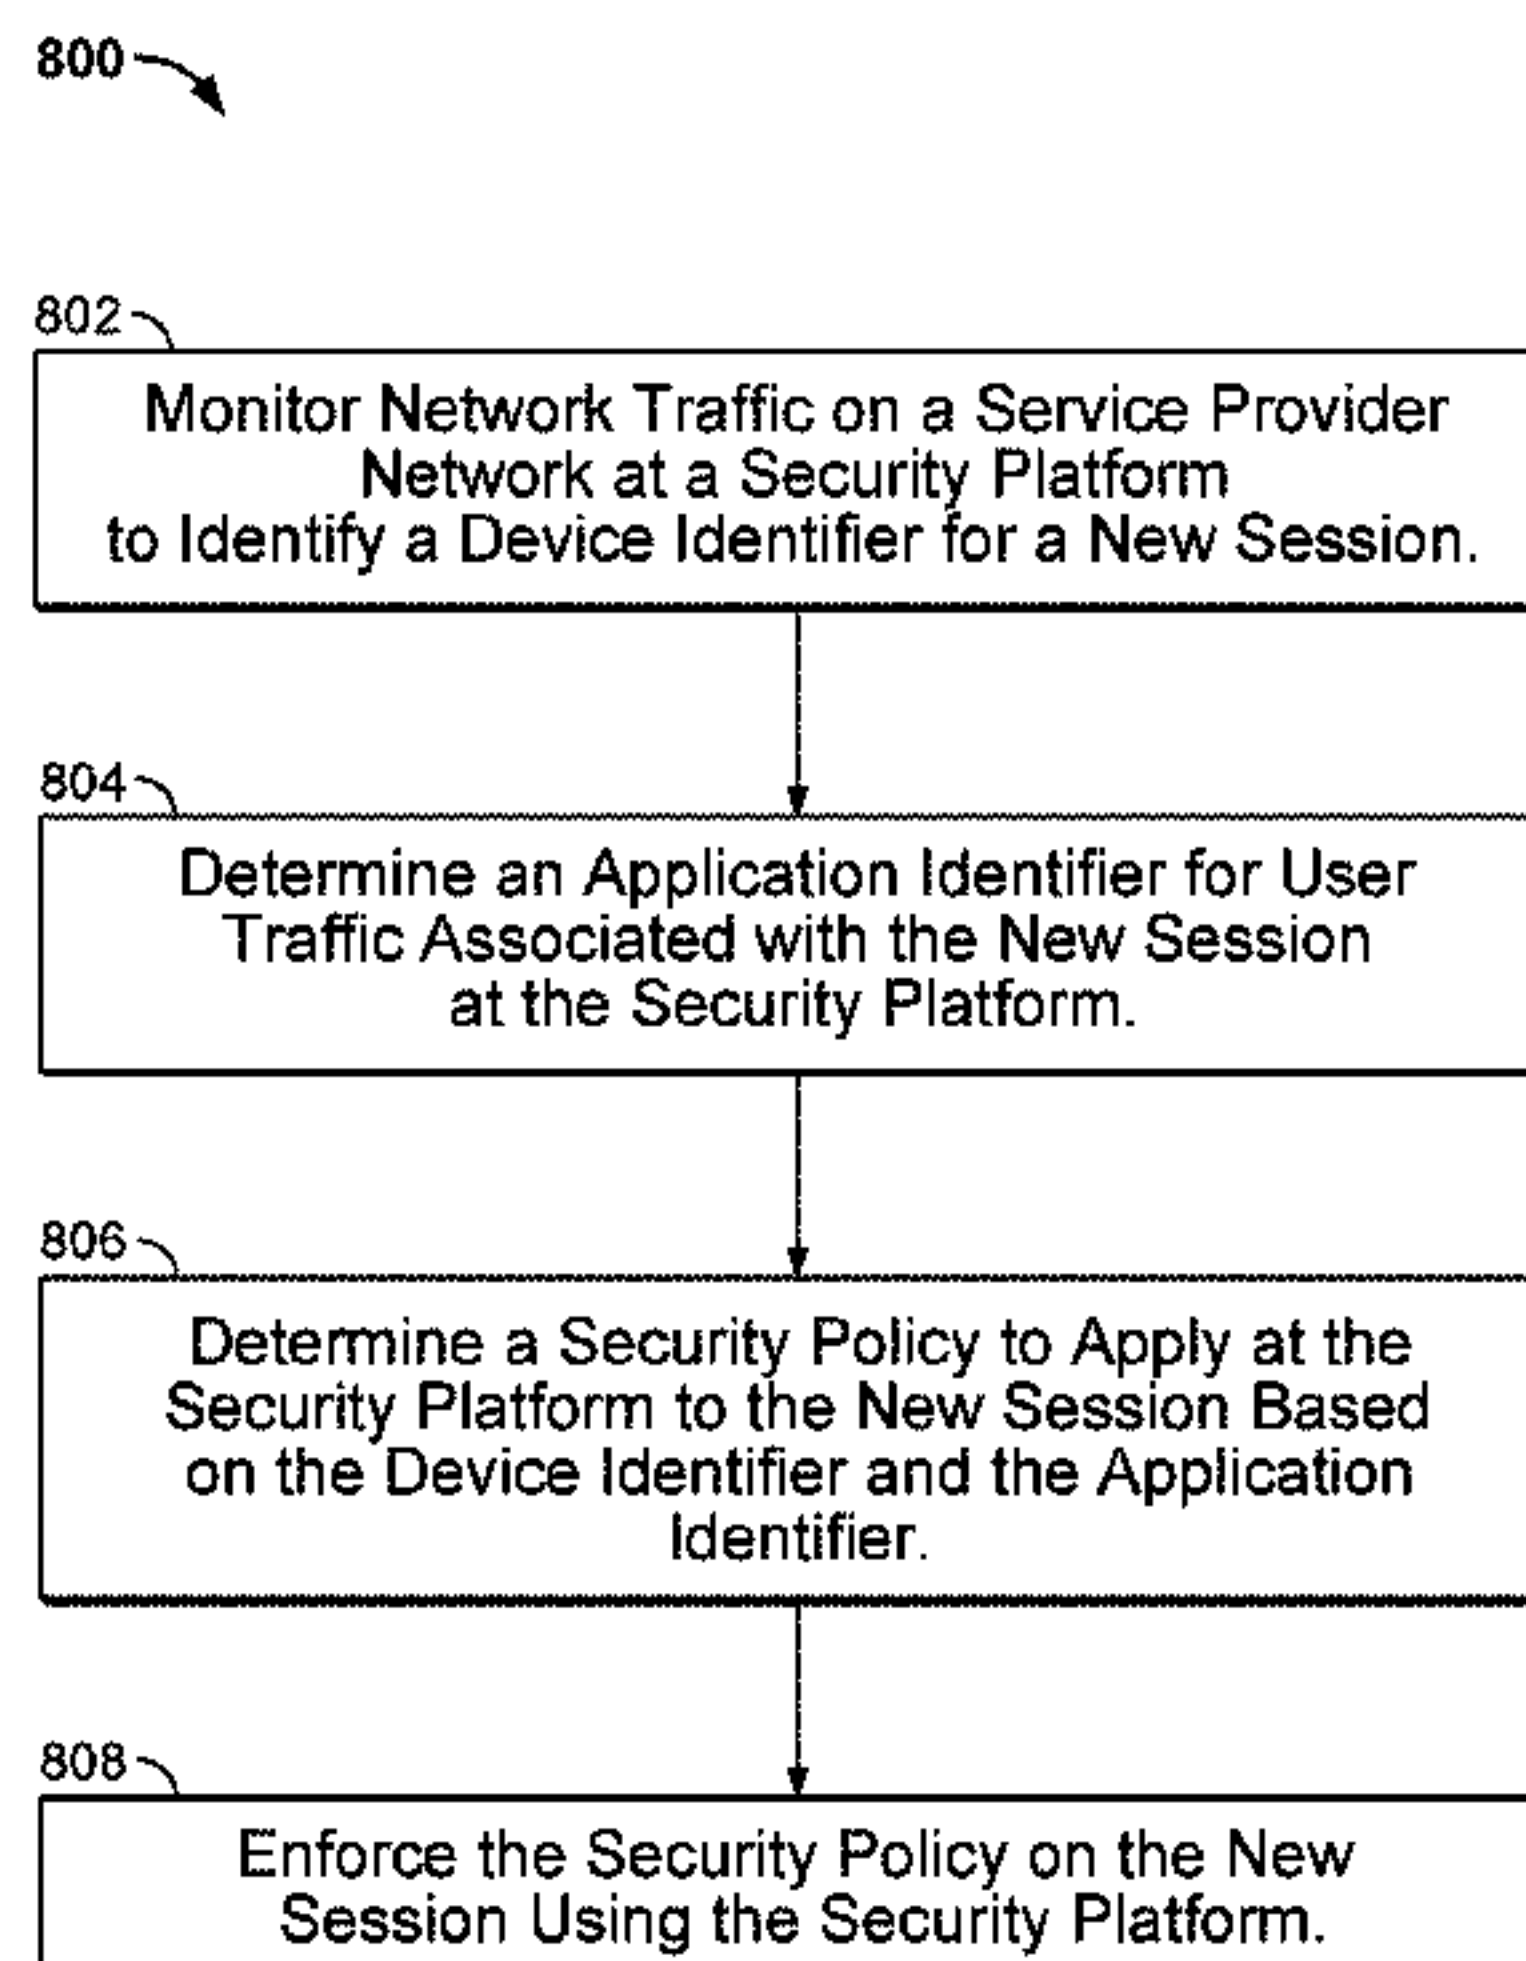 800
802
Monitor Network Traffic on a Service Provider
Network at a Security Platform
to Identify a Device Identifier for a New Session.
804
Determine an Application Identifier for User
Traffic Associated with the New Session
at the Security Platform.
806
Determine a Security Policy to Apply at the
Security Platform to the New Session Based
on the Device Identifier and the Application
Identifier.
808
Enforce the Security Policy on the New
Session Using the Security Platform.